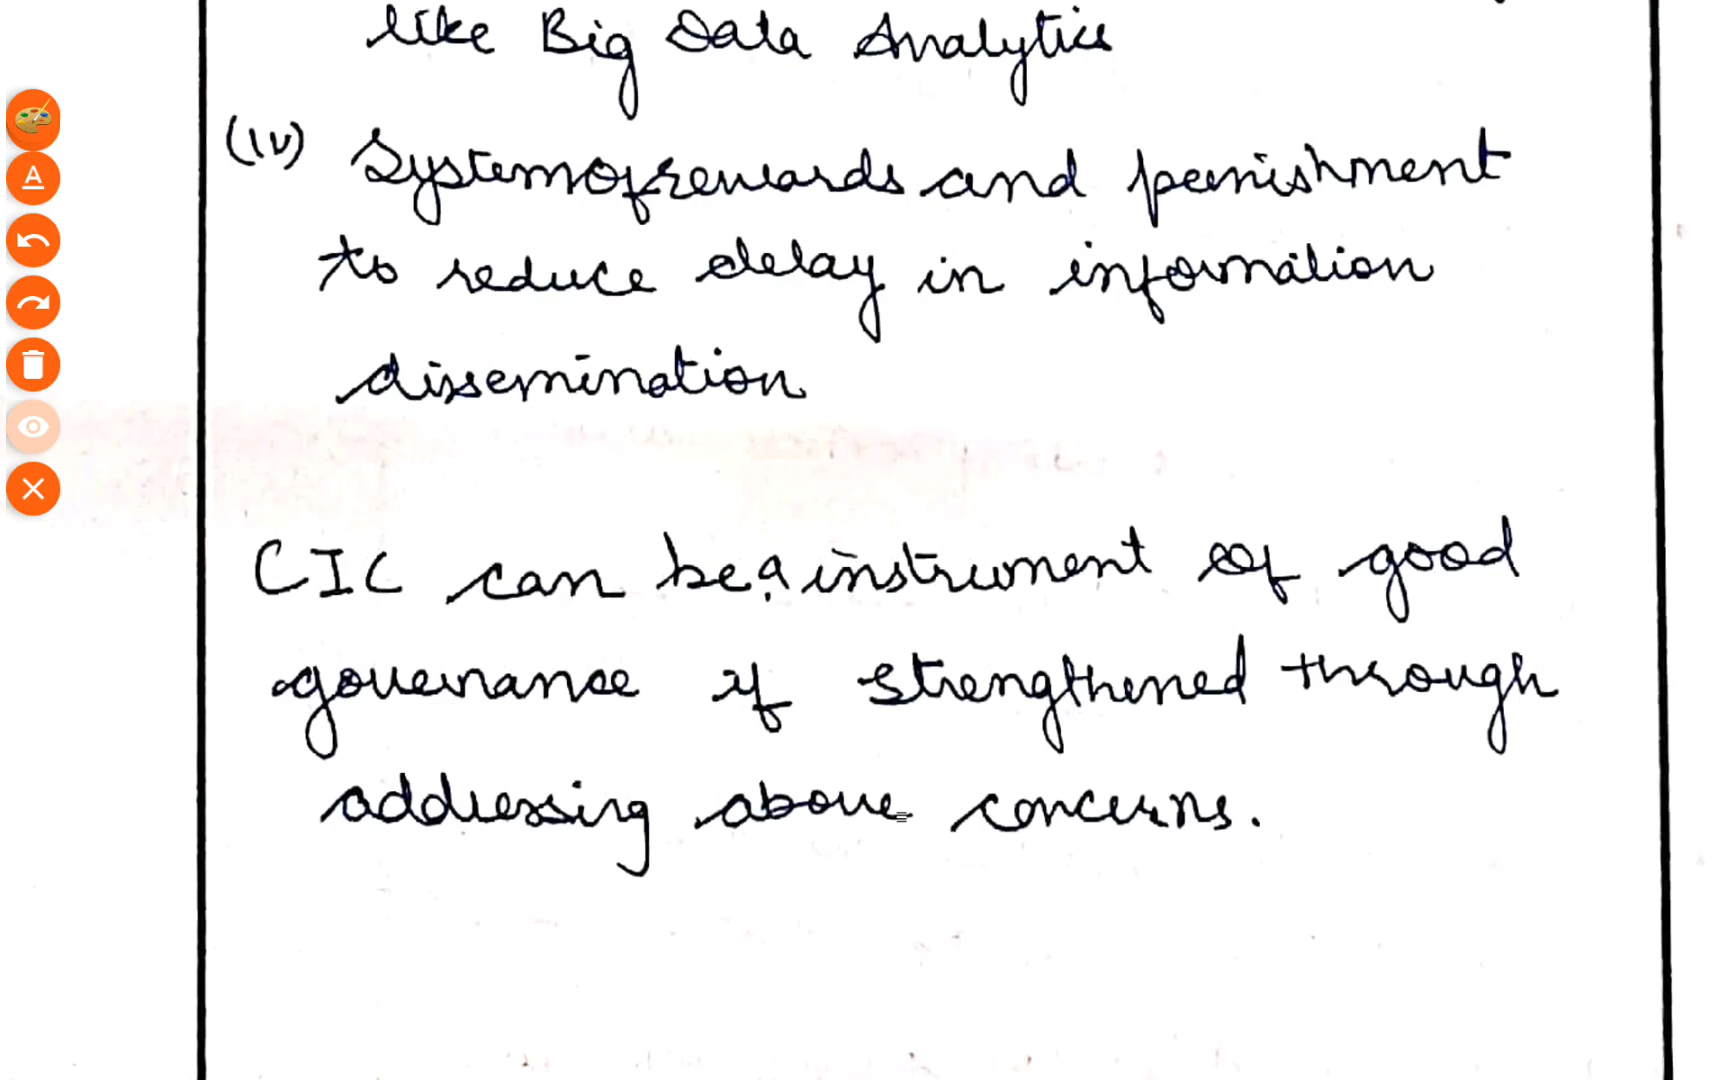 like Big Data Analytics
(iv) System of rewards and punishment
to reduce delay in information
dissemination
CIC can be a instrument of good
governance if strengthened through
addressing above concerns.